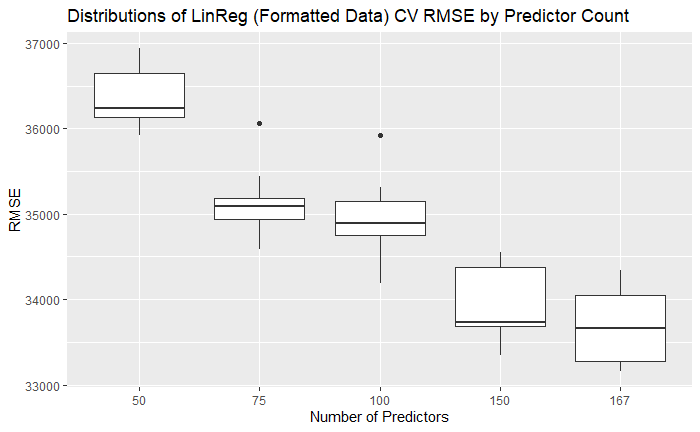 Distributions of LinReg (Formatted Data) CV RMSE by Predictor Count
37000
36000
35000
34000
33000
RMSE
50 75 100 150 167
Number of Predictors